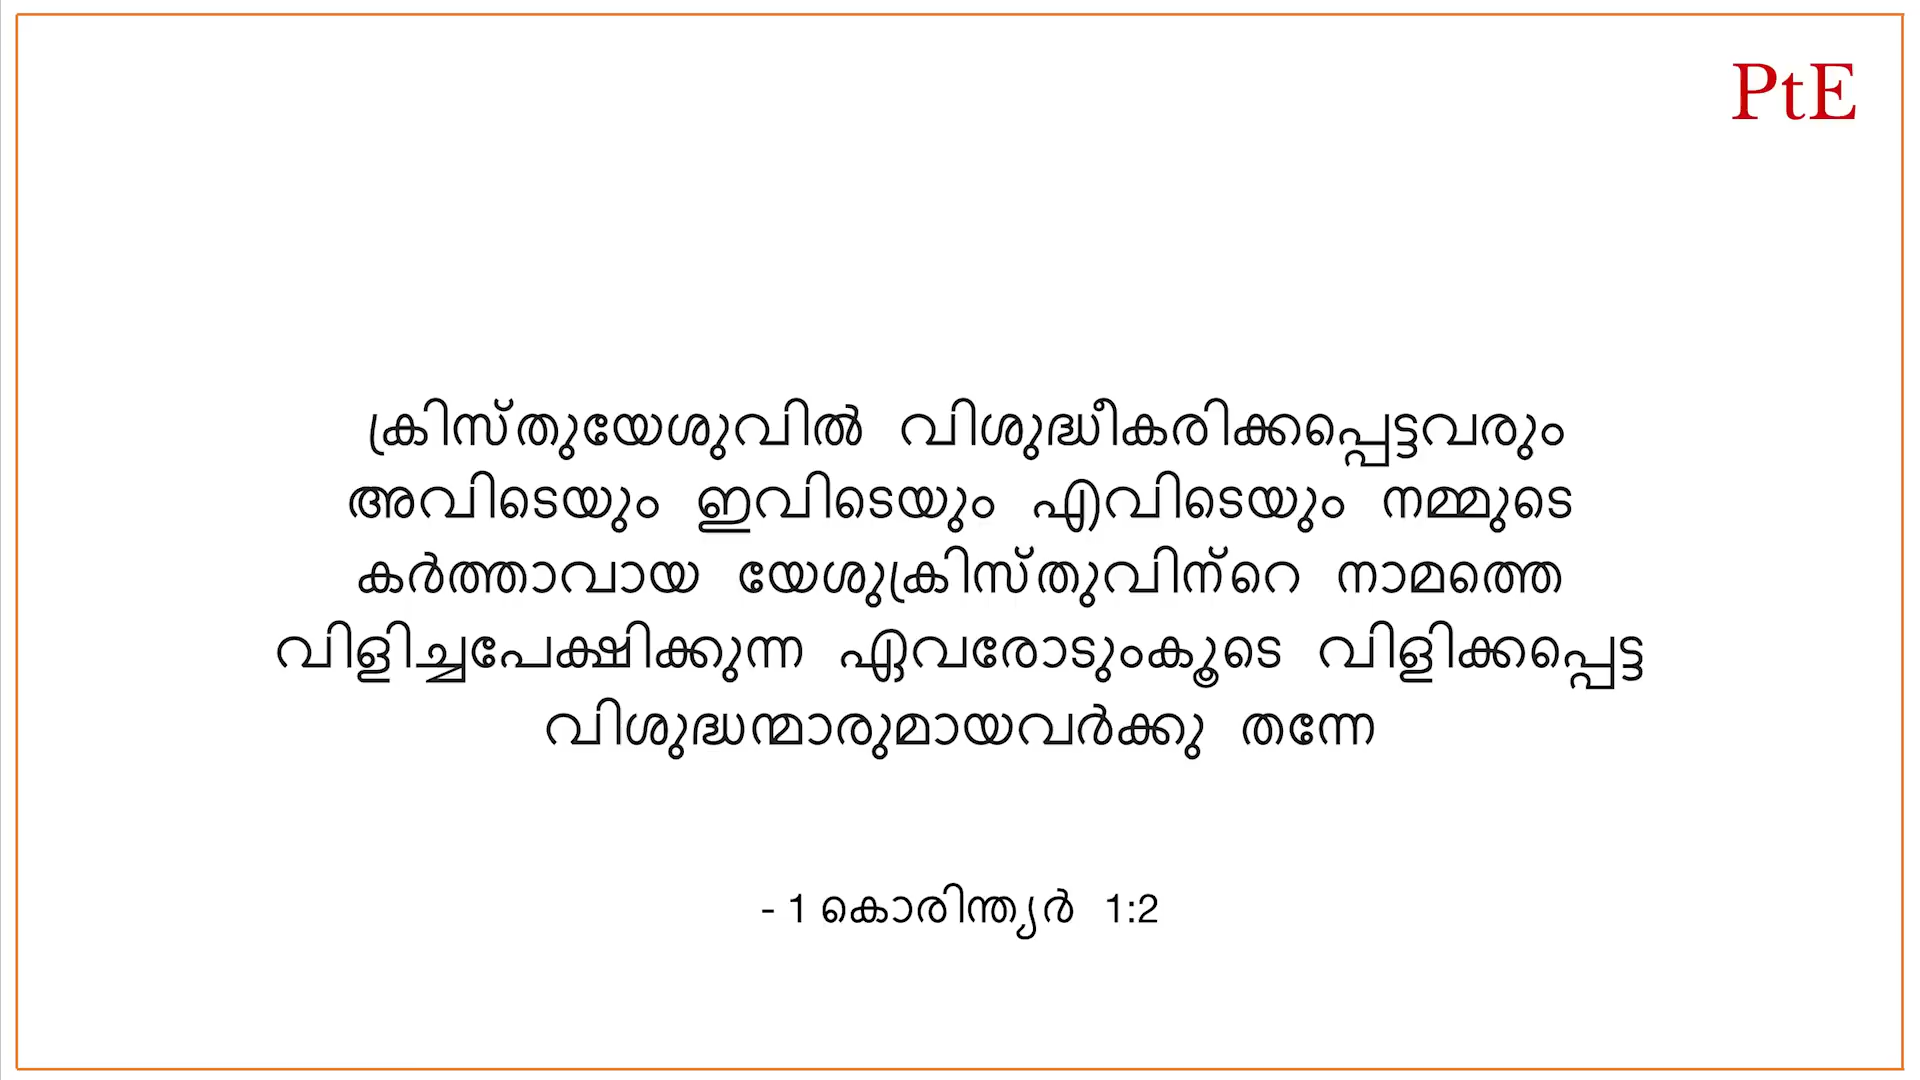 PtE
ക്രിസ്തുയേശുവിൽ വിശുദ്ധീകരിക്കപ്പെട്ടവരും
അവിടെയും ഇവിടെയും എവിടെയും നമ്മുടെ
കർത്താവായ യേശുക്രിസ്തുവിന്റെ നാമത്തെ
വിളിച്ചപേക്ഷിക്കുന്ന ഏവരോടുംകൂടെ വിളിക്കപ്പെട്ട
വിശുദ്ധന്മാരുമായവർക്കു തന്നേ
- 1 കൊരിന്ത്യർ 1:2